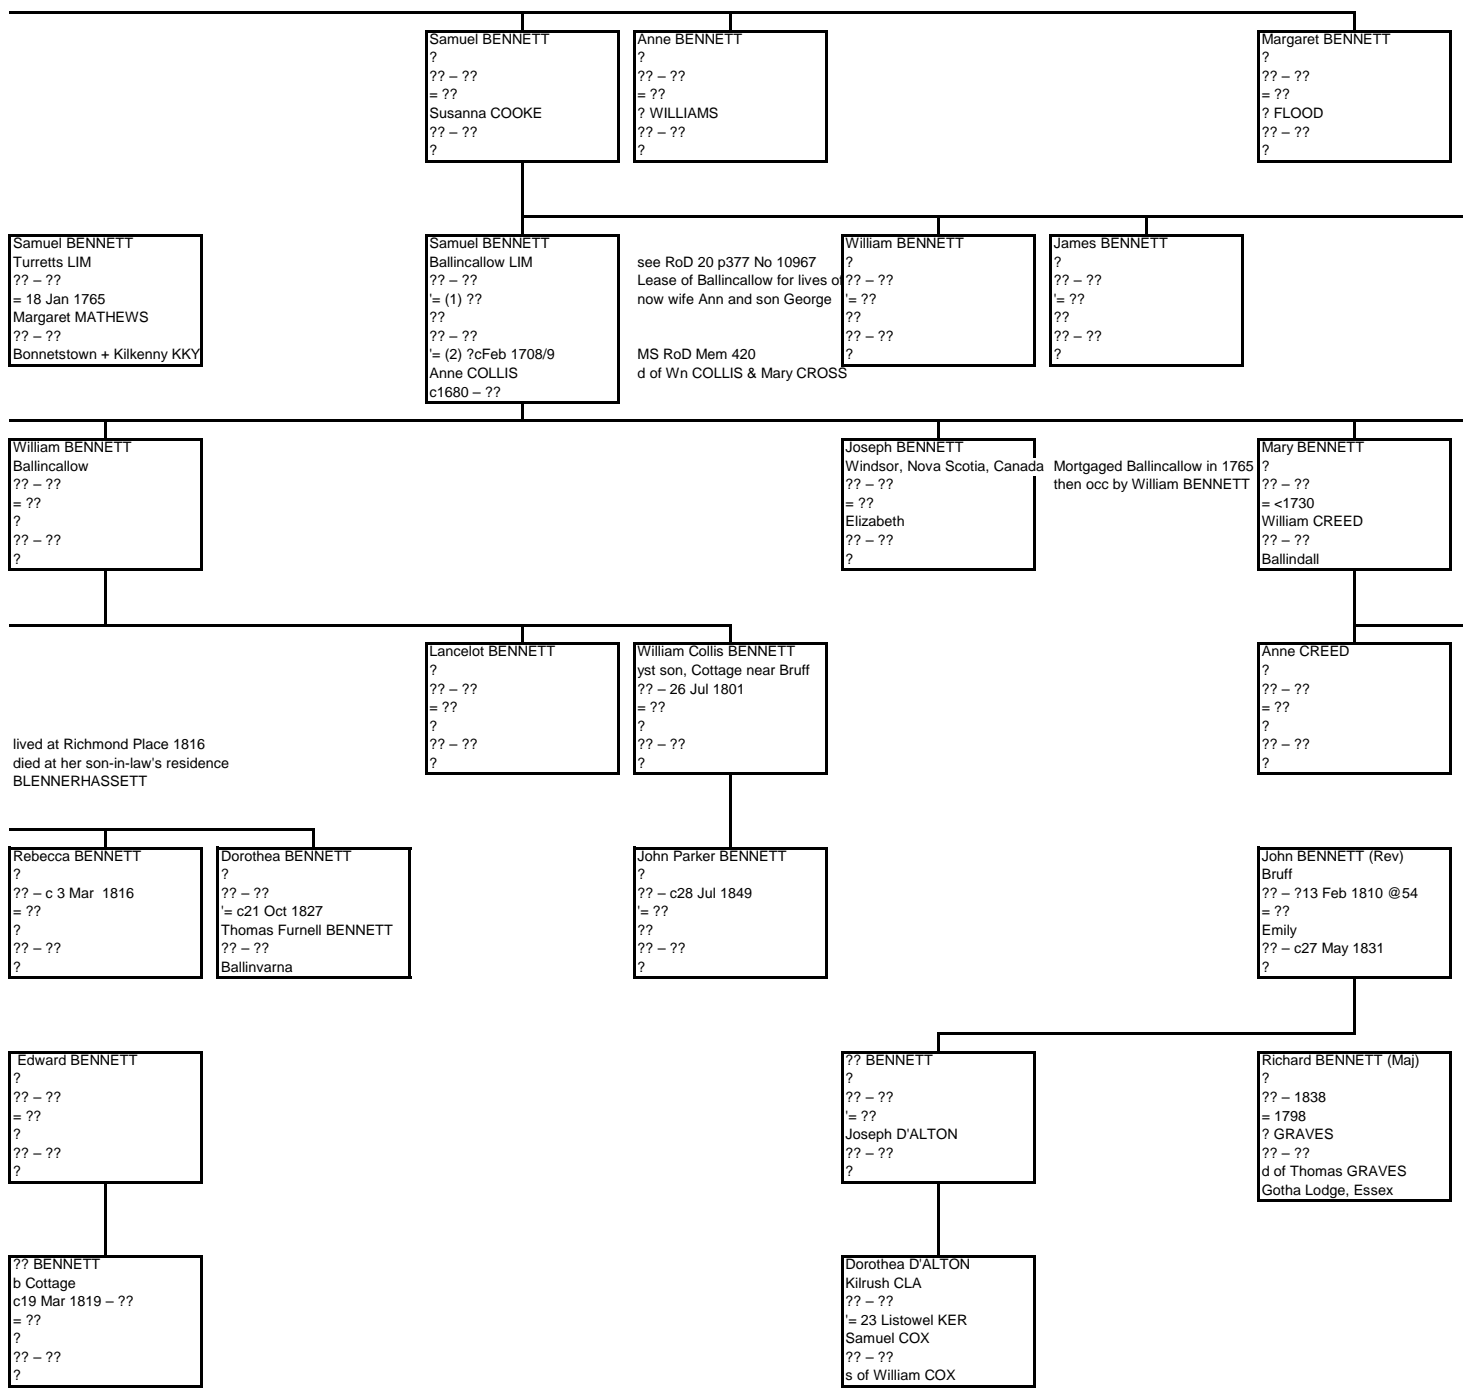 Samuel BENNETT
?
?? – ??
= ??
Susanna COOKE
?? – ??
?
Anne BENNETT
?
?? – ??
= ??
? WILLIAMS
?? – ??
?
Margaret BENNETT
?
?? – ??
= ??
? FLOOD
?? – ??
?
Samuel BENNETT
Turretts LIM
?? – ??
= 18 Jan 1765
Margaret MATHEWS
?? – ??
Bonnetstown + Kilkenny KKY
Samuel BENNETT
Ballincallow LIM
?? – ??
'= (1) ??
??
?? – ??
'= (2) ?cFeb 1708/9
Anne COLLIS
c1680 – ??
see RoD 20 p377 No 10967
Lease of Ballincallow for lives of
now wife Ann and son George
MS RoD Mem 420
d of Wn COLLIS & Mary CROSS
William BENNETT
?
?? – ??
'= ??
??
?? – ??
?
James BENNETT
?
?? – ??
'= ??
??
?? – ??
?
William BENNETT
Ballincallow
?? – ??
= ??
?
?? – ??
?
Joseph BENNETT
Windsor, Nova Scotia, Canada
?? – ??
= ??
Elizabeth
?? – ??
?
Mortgaged Ballincallow in 1765
then occ by William BENNETT
Mary BENNETT
?
?? – ??
= <1730
William CREED
?? – ??
Ballindall
lived at Richmond Place 1816
died at her son-in-law's residence
BLENNERHASSETT
Lancelot BENNETT
?
?? – ??
= ??
?
?? – ??
?
William Collis BENNETT
yst son, Cottage near Bruff
?? – 26 Jul 1801
= ??
?
?? – ??
?
Anne CREED
?
?? – ??
= ??
?
?? – ??
?
Rebecca BENNETT
?
?? – c 3 Mar  1816
= ??
?
?? – ??
?
Dorothea BENNETT
?
?? – ??
'= c21 Oct 1827
Thomas Furnell BENNETT
?? – ??
Ballinvarna
John Parker BENNETT
?
?? – c28 Jul 1849
'= ??
??
?? – ??
?
John BENNETT (Rev)
Bruff
?? – ?13 Feb 1810 @54
= ??
Emily
?? – c27 May 1831
?
Edward BENNETT
?
?? – ??
= ??
?
?? – ??
?
?? BENNETT
?
?? – ??
'= ??
Joseph D'ALTON
?? – ??
?
Richard BENNETT (Maj)
?
?? – 1838
= 1798
? GRAVES
?? – ??
d of Thomas GRAVES
Gotha Lodge, Essex
?? BENNETT
b Cottage
c19 Mar 1819 – ??
= ??
?
?? – ??
?
Dorothea D'ALTON
Kilrush CLA
?? – ??
'= 23 Listowel KER
Samuel COX
?? – ??
s of William COX